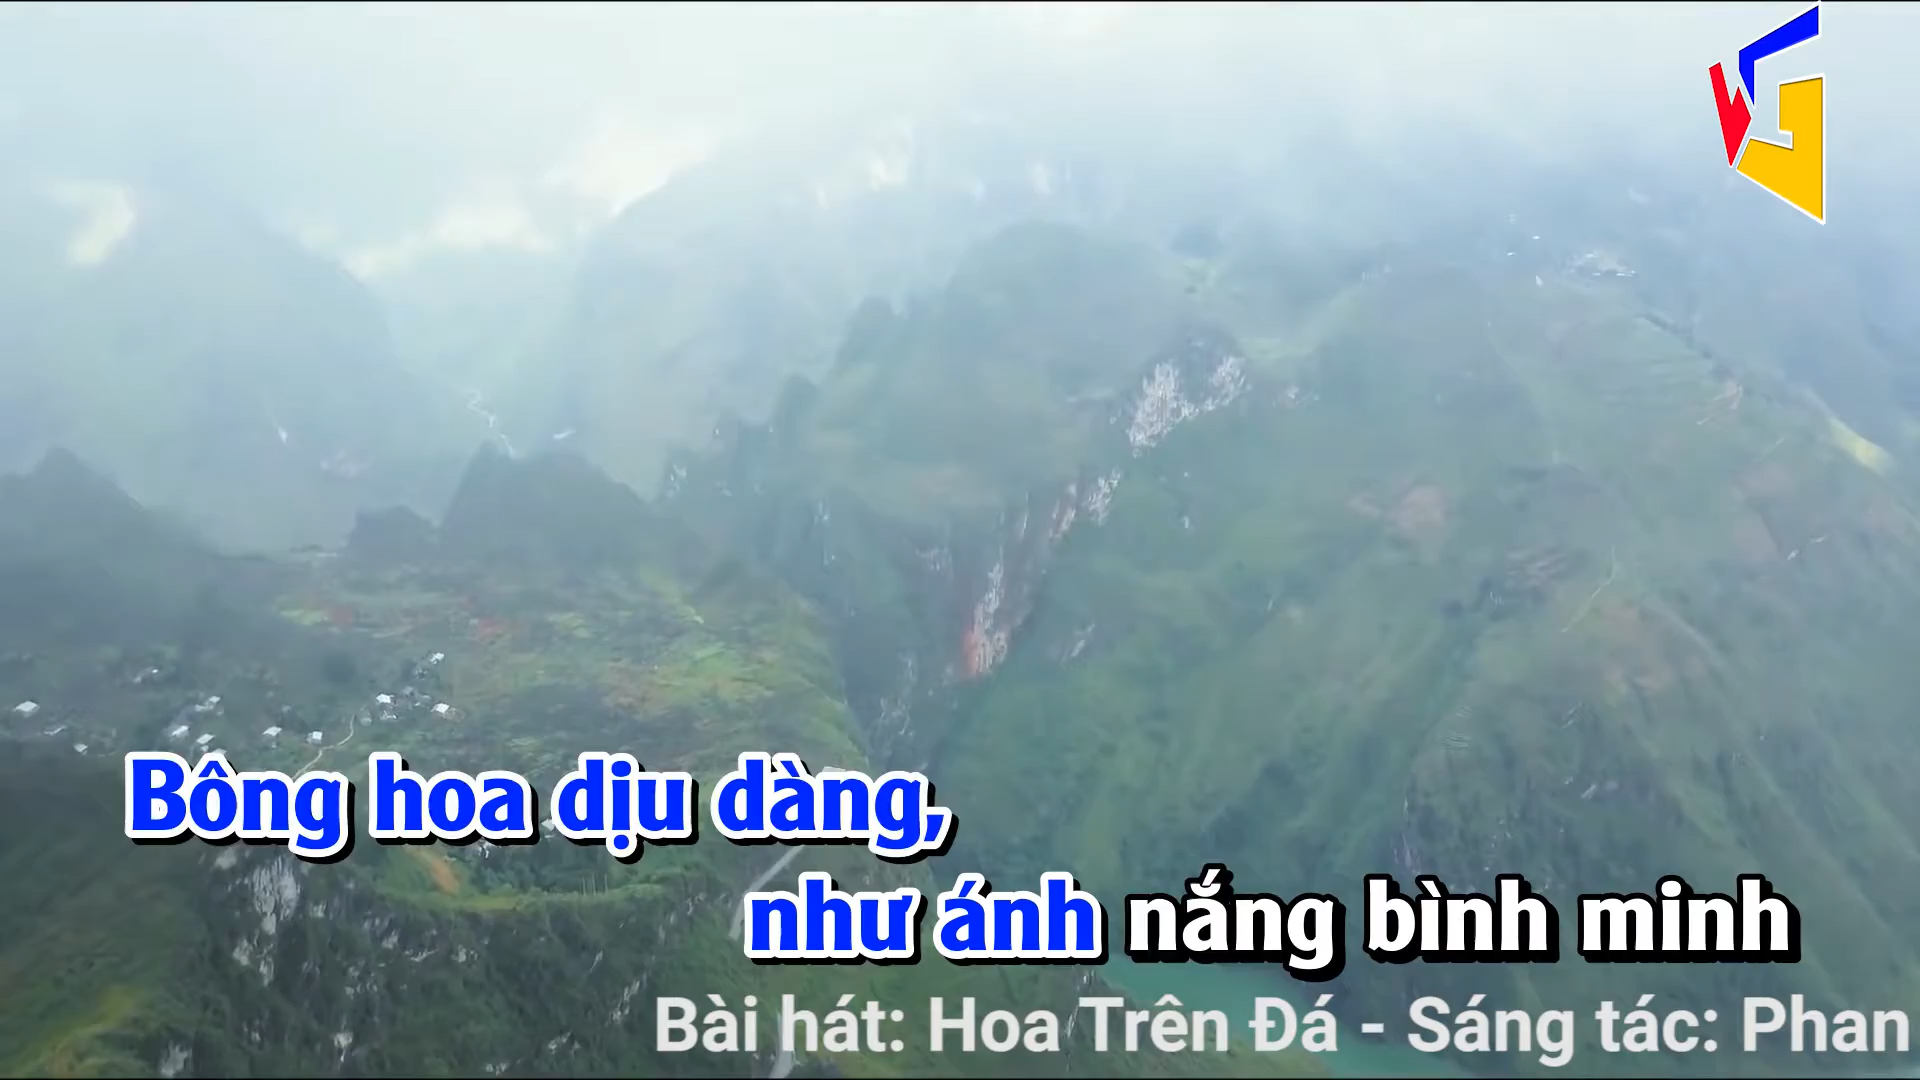 Bông hoa dịu dàng,
như ánh nắng bình minh
Bài hát: Hoa Trên Đá - Sáng tác: Phan